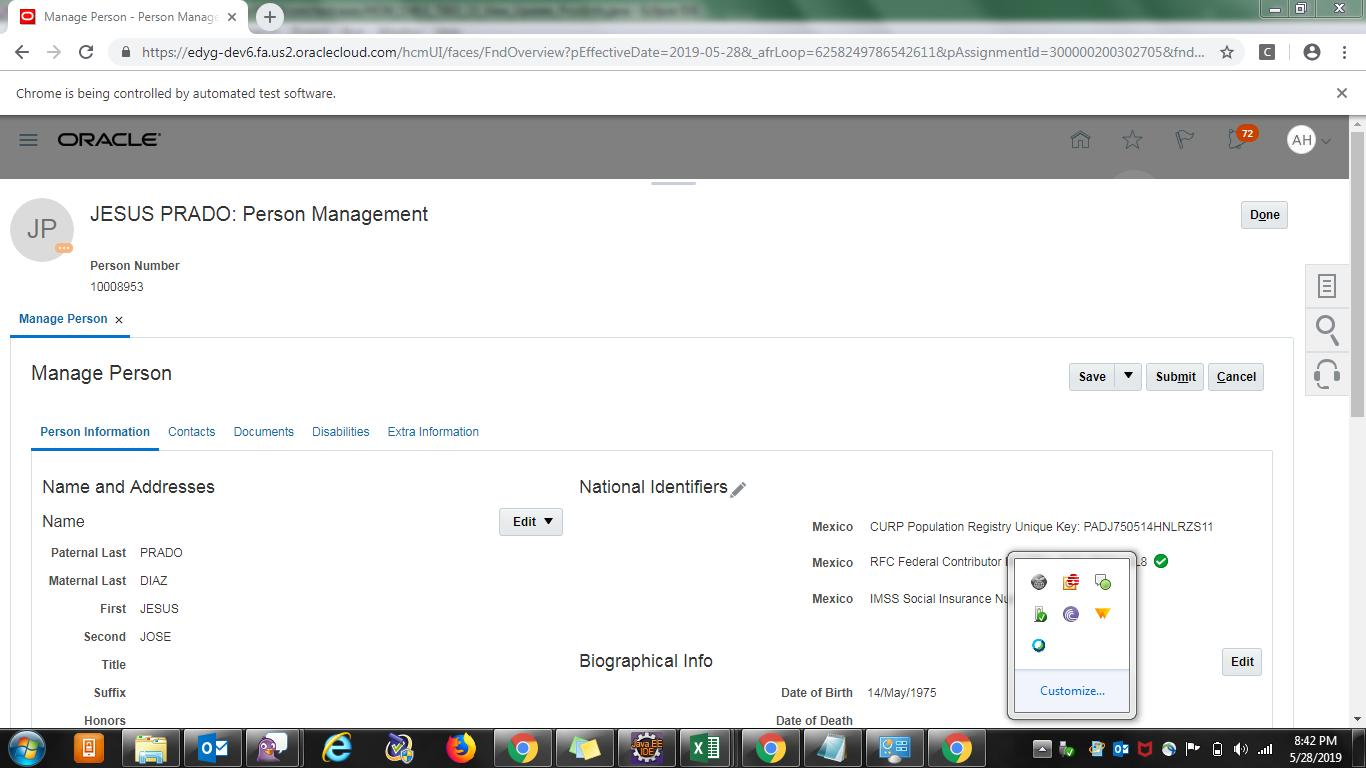 Manage Person - Person Manage
https://edyg-dev6.fa.us2.oraclecloud.com/hcmUI/faces/FndOverview?pEffectiveDate=2019-05-28&_afrLoop=6258249786542611&pAssignmentId=300000200302705&fnd...
C
Chrome is being controlled by automated test software.
ORACLE
72
AH
JP
JESUS PRADO: Person Management
Done
Person Number
10008953
Manage Person
Manage Person
Save
Submit
Cancel
Person Information Contacts Documents Disabilities Extra Information
Name and Addresses
National Identifiers
Name
Edit
Mexico CURP Population Registry Unique Key: PADJ750514HNLRZS11
Paternal Last PRADO
Mexico RFC Federal Contributor L8
Maternal Last DIAZ
Mexico IMSS Social Insurance Nu
First JESUS
Second JOSE
Biographical Info
Edit
Title
Suffix
Date of Birth 14/May/1975
Honors
Date of Death
Customize...
Java EE
IDE
8:42 PM
5/28/2019